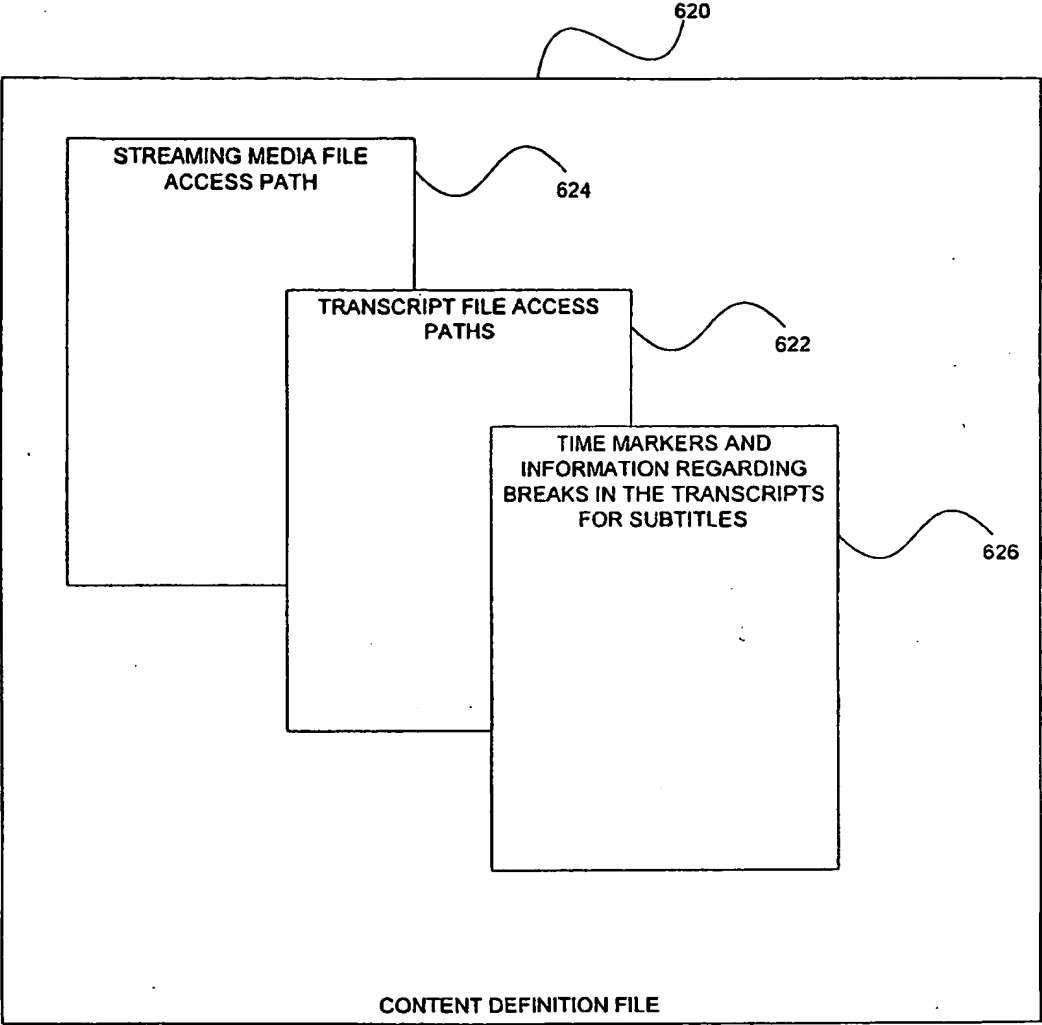 620
STREAMING MEDIA FILE
ACCESS PATH
624
TRANSCRIPT FILE ACCESS
PATHS
622
TIME MARKERS AND
INFORMATION REGARDING
BREAKS IN THE TRANSCRIPTS
FOR SUBTITLES
626
CONTENT DEFINITION FILE